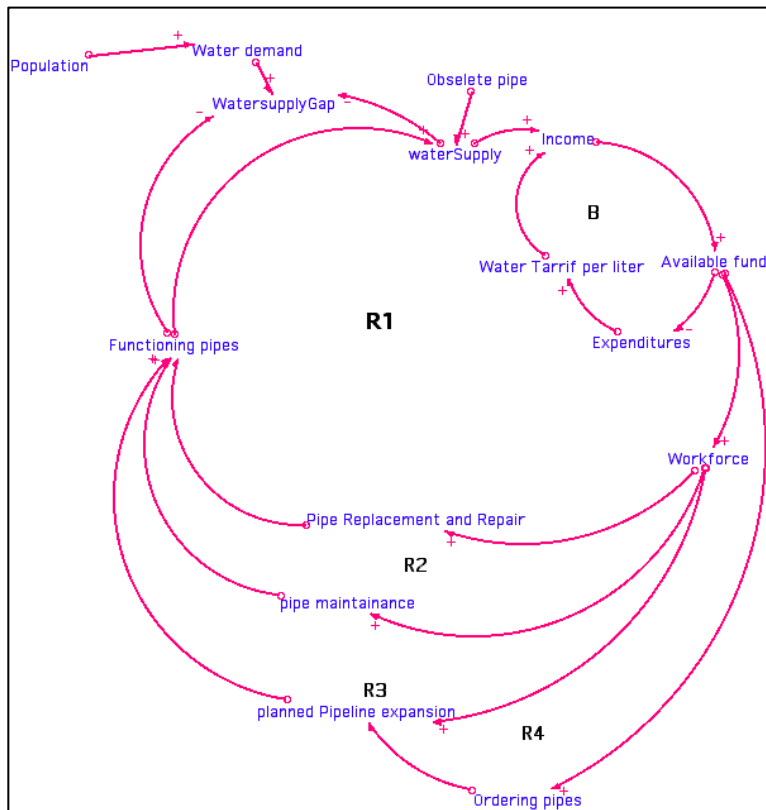 Water demand
Population
Obselete pipe
WatersupplyGap
waterSupply
Income
B
Water Tarrif per liter
Available fund
R1
Expenditures
Functioning pipes
Workforce
Pipe Replacement and Repair
R2
pipe maintainance
R3
planned Pipeline expansion
R4
Ordering pipes